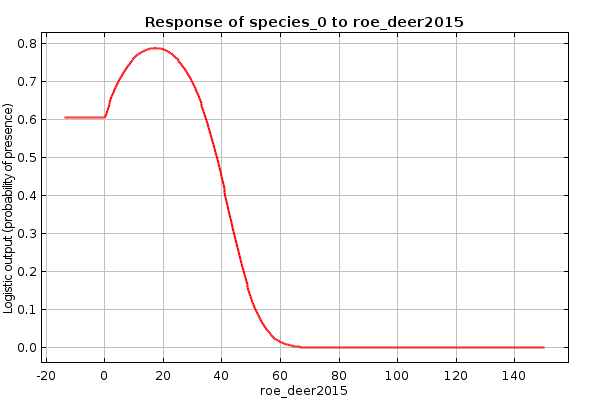 Response of species_0 to roe_deer2015
Logistic output (probability of presence)
0.8
0.7
0.6
0.5
0.4
0.3
0.2
0.1
0.0
-20 0 20 40 60 80 100 120 140
roe_deer2015